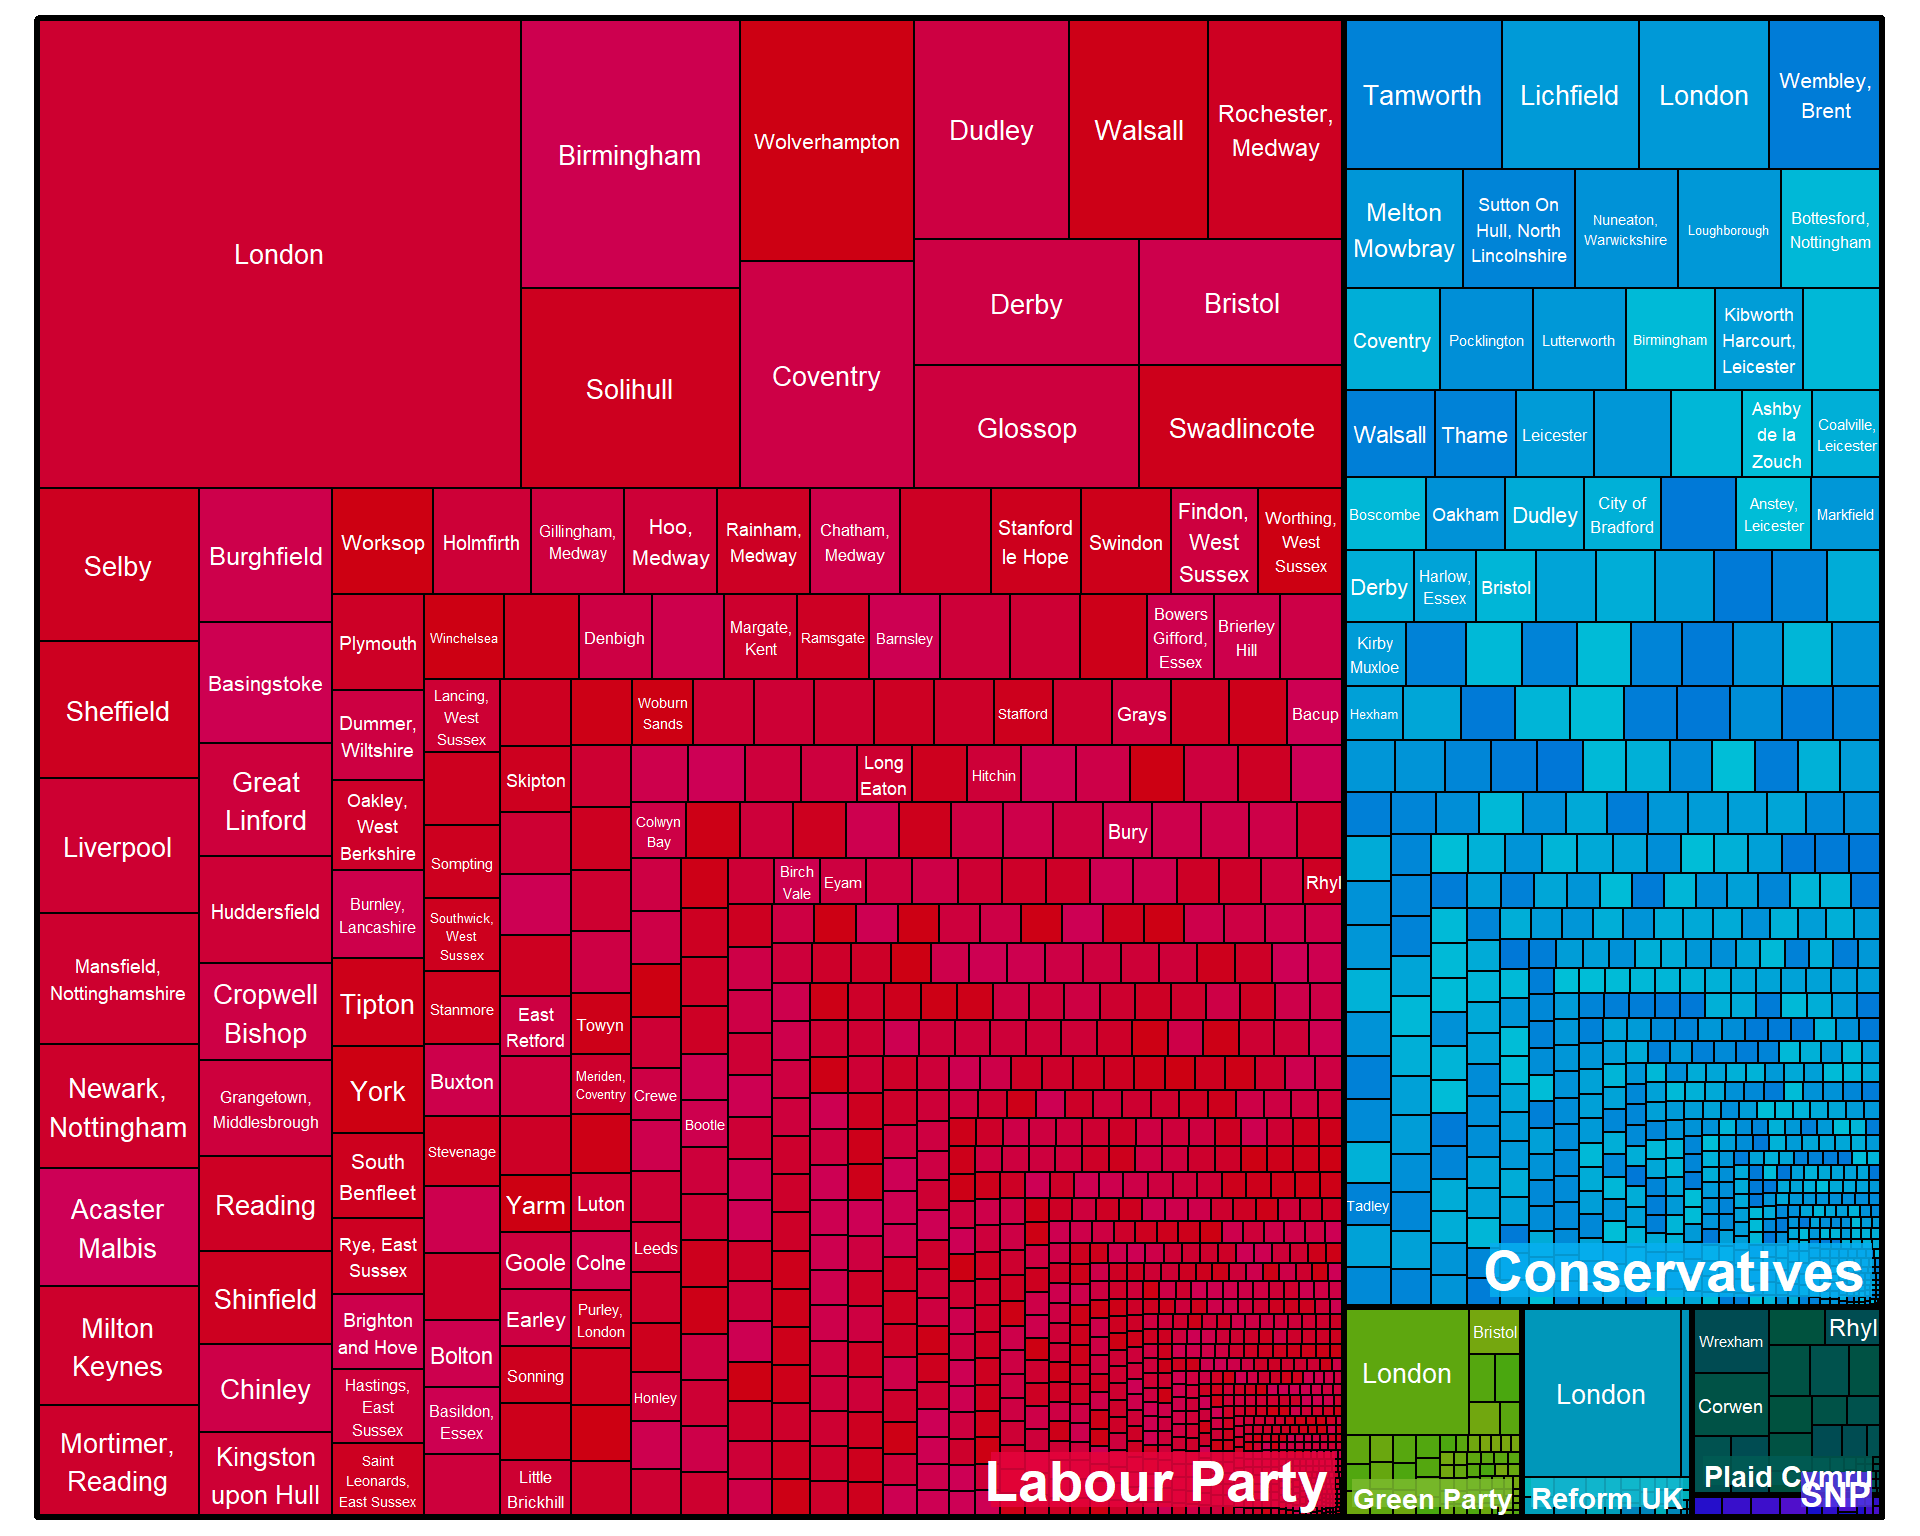 London
Birmingham
Solihull
Wolverhampton
Coventry
Dudley
Walsall
Rochester,
Medway
Derby
Bristol
Glossop
Swadlincote
Selby
Sheffield
Liverpool
Mansfield,
Nottinghamshire
Newark,
Nottingham
Acaster
Malbis
Milton
Keynes
Mortimer,
Reading
Burghfield
Basingstoke
Great
Linford
Huddersfield
Cropwell
Bishop
Grangetown,
Middlesbrough
Reading
Shinfield
Chinley
Kingston
upon Hull
Worksop
Holmfirth
Gillingham,
Medway
Hoo,
Medway
Rainham,
Medway
Chatham,
Medway
Stanford
le Hope
Swindon
Findon,
West
Sussex
Worthing,
West
Sussex
Plymouth
Dummer,
Wiltshire
Oakley,
West
Berkshire
Burnley,
Lancashire
Tipton
York
South
Benfleet
Rye, East
Sussex
Brighton
and Hove
Hastings,
East
Sussex
Saint
Leonards,
East Sussex
Winchelsea
Denbigh
Margate,
Kent
Ramsgate
Barnsley
Bowers
Gifford,
Essex
Brierley
Hill
Lancing,
West
Sussex
Sompting
Southwick,
West
Sussex
Stanmore
Buxton
Stevenage
Bolton
Basildon,
Essex
Skipton
East
Retford
Yarm
Goole
Earley
Sonning
Little
Brickhill
Towyn
Meriden,
Coventry
Luton
Colne
Purley,
London
Woburn
Sands
Stafford
Grays
Bacup
Long
Eaton
Hitchin
Colwyn
Bay
Bury
Birch
Vale
Eyam
Rhyl
Crewe
Leeds
Honley
Bootle
Labour Party
Tamworth
Lichfield
London
Wembley,
Brent
Melton
Mowbray
Sutton On
Hull, North
Lincolnshire
Nuneaton,
Warwickshire
Loughborough
Bottesford,
Nottingham
Coventry
Pocklington
Lutterworth
Birmingham
Kibworth
Harcourt,
Leicester
Walsall
Thame
Leicester
Ashby
de la
Zouch
Coalville,
Leicester
Boscombe
Oakham
Dudley
City of
Bradford
Anstey,
Leicester
Markfield
Derby
Harlow,
Essex
Bristol
Kirby
Muxloe
Hexham
Tadley
Conservatives
London
Bristol
Green Party
London
Reform UK
Wrexham
Corwen
Rhyl
Plaid Cymru
SNP